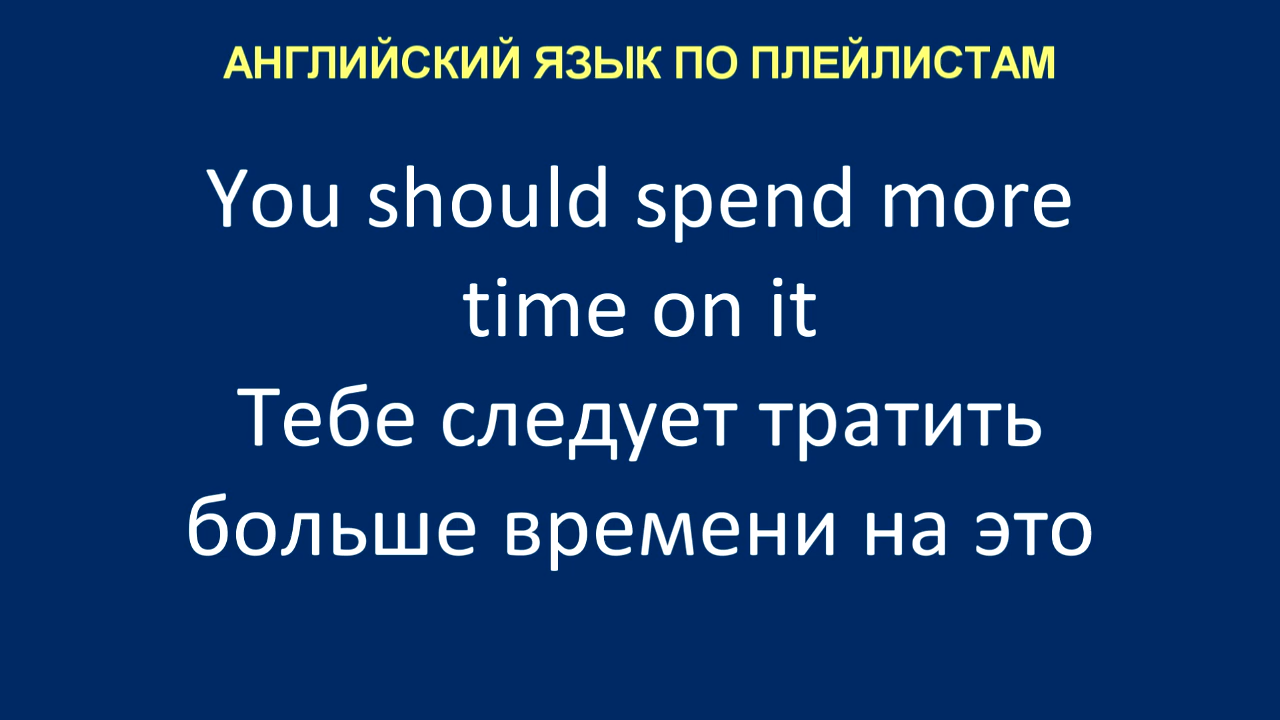 АНГЛИЙСКИЙ ЯЗЫК ПО ПЛЕЙЛИСТАМ
You should spend more
time on it
Тебе следует тратить
больше времени на это